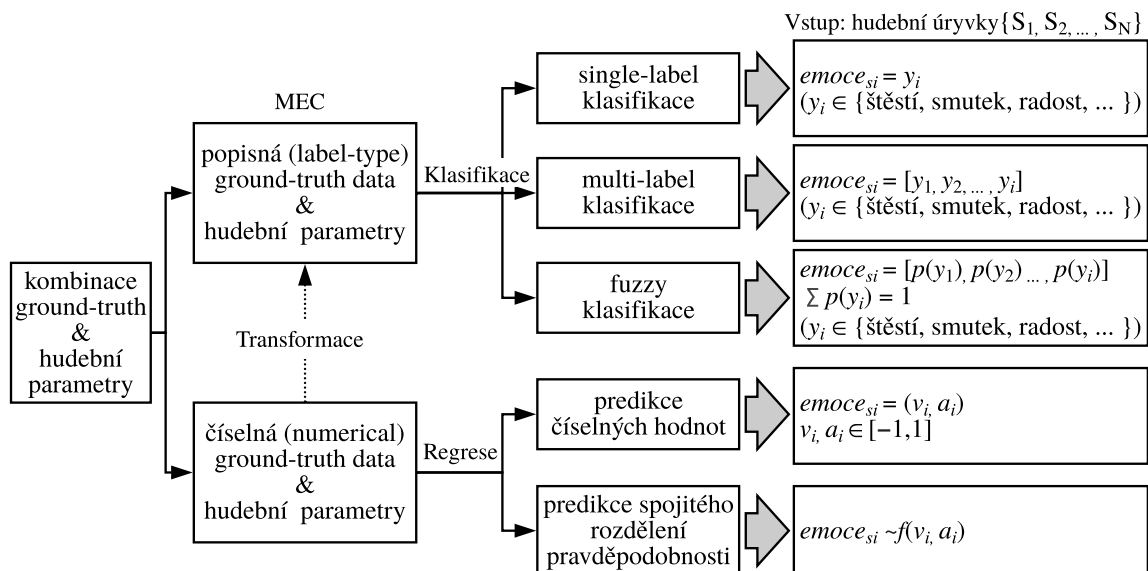 Vstup: hudební úryvky{S1, S2, ... , SN}
MEC
kombinace
ground-truth
&
hudební
parametry
popisná (label-type)
ground-truth data
&
hudební parametry
Transformace
číselná (numerical)
ground-truth data
&
hudební parametry
Klasifikace
Regrese
single-label
klasifikace
emocesi = yi
(yi ∈ {štěstí, smutek, radost, ... })
multi-label
klasifikace
emocesi = [y1, y2, ... , yi]
(yi ∈ {štěstí, smutek, radost, ... })
fuzzy
klasifikace
emocesi = [p(y1), p(y2) ... , p(yi)]
Σ p(yi) = 1
(yi ∈ {štěstí, smutek, radost, ... })
predikce
číselných hodnot
emocesi = (vi, ai)
vi, ai ∈ [−1,1]
predikce spojitého
rozdělení
pravděpodobnosti
emocesi ~f(vi, ai)